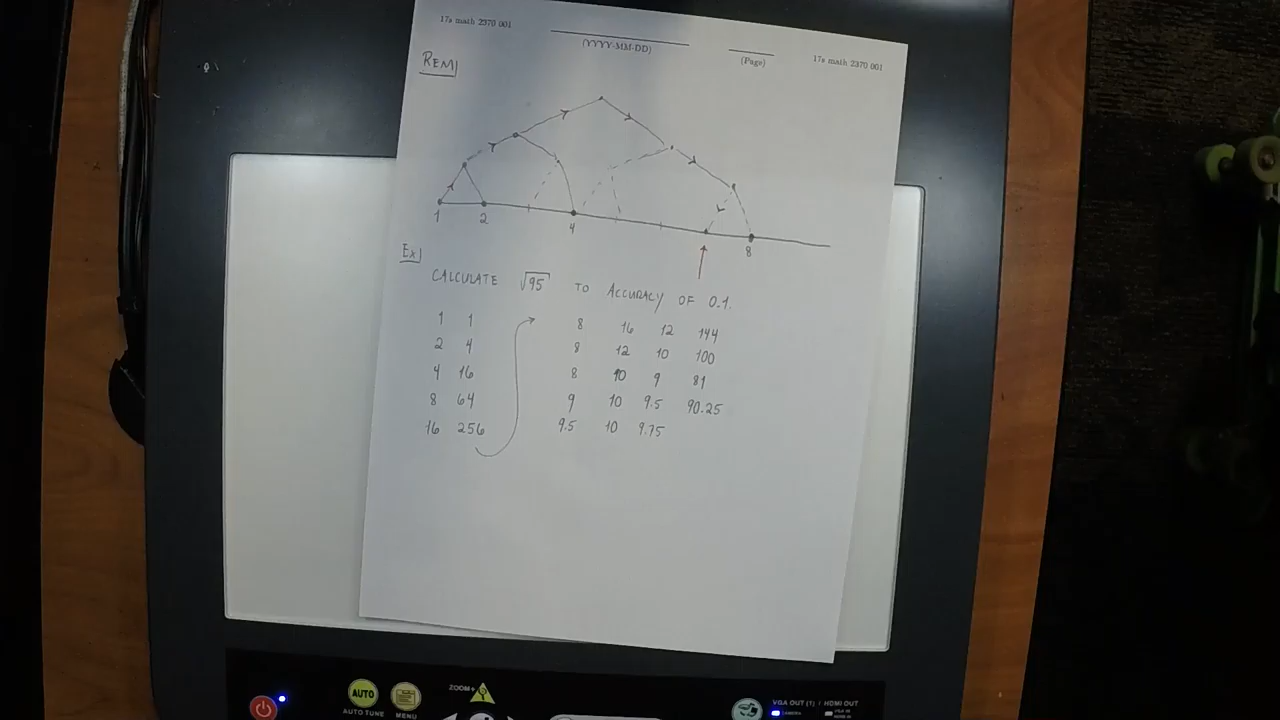 17s math 2370 001
(YYYY-MM-DD)
(Page)
17s math 2370 001
REM
1 2 4 8
Ex
CALCULATE √95 TO ACCURACY OF 0.1.
1 1
2 4
4 16
8 64
16 256
8 16 12 144
8 12 10 100
8 10 9 81
9 10 9.5 90.25
9.5 10 9.75
AUTO
AUTO TUNE
MENU
ZOOM+
VGA OUT (1) / HDMI OUT